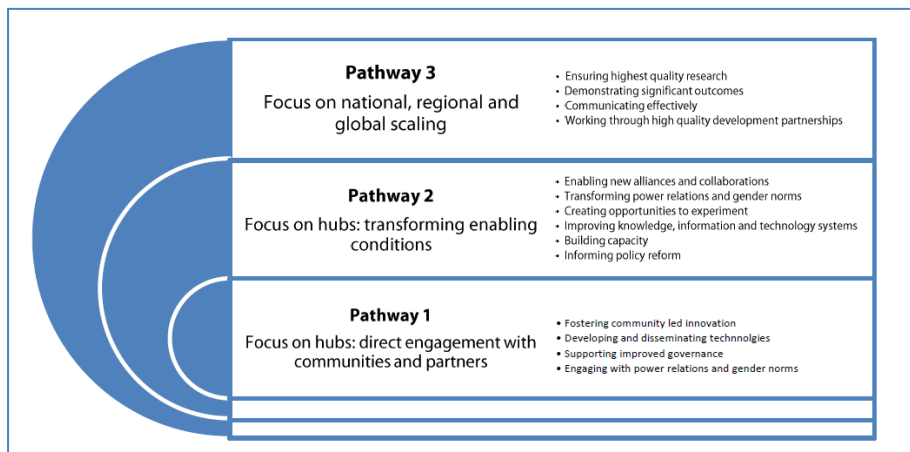 Pathway 3
Focus on national, regional and
global scaling
• Ensuring highest quality research
• Demonstrating significant outcomes
• Communicating effectively
• Working through high quality development partnerships
Pathway 2
Focus on hubs: transforming enabling
conditions
• Enabling new alliances and collaborations
• Transforming power relations and gender norms
• Creating opportunities to experiment
• Improving knowledge, information and technology systems
• Building capacity
• Informing policy reform
Pathway 1
Focus on hubs: direct engagement with
communities and partners
• Fostering community led innovation
• Developing and disseminating technnolgies
• Supporting improved governance
• Engaging with power relations and gender norms